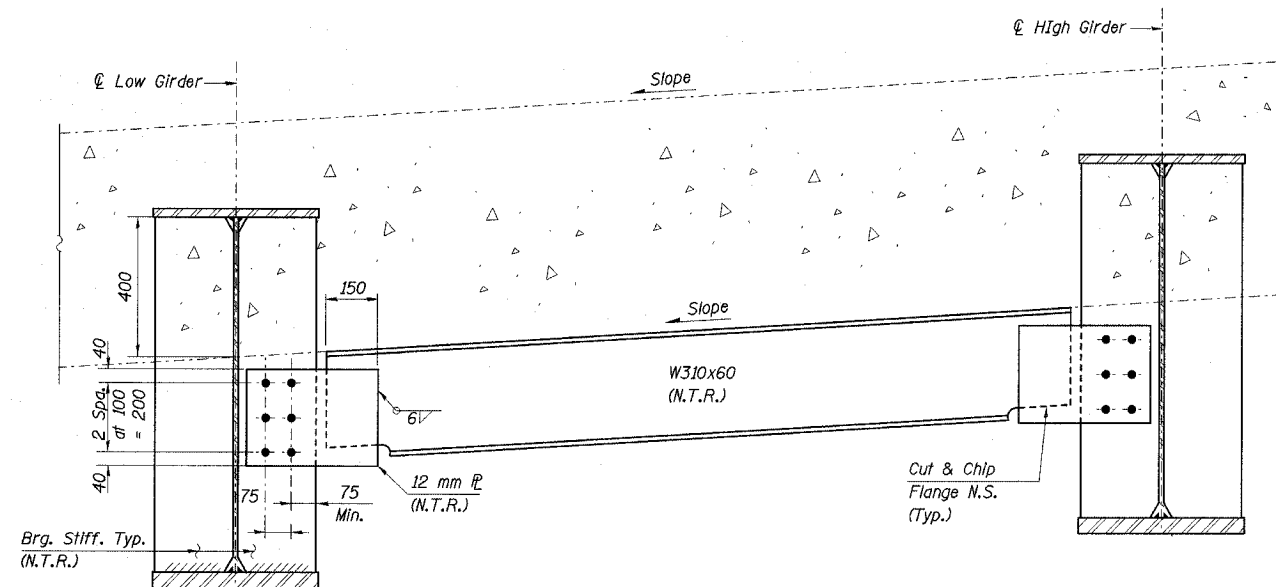 ℄ High Girder
℄ Low Girder
Slope
400
150
Slope
40
2 Spa.
at 100
= 200
40
W310x60
(N.T.R.)
6
12 mm ⅊
(N.T.R.)
75
75
Min.
Cut & Chip
Flange N.S.
(Typ.)
Brg. Stiff. Typ.
(N.T.R.)